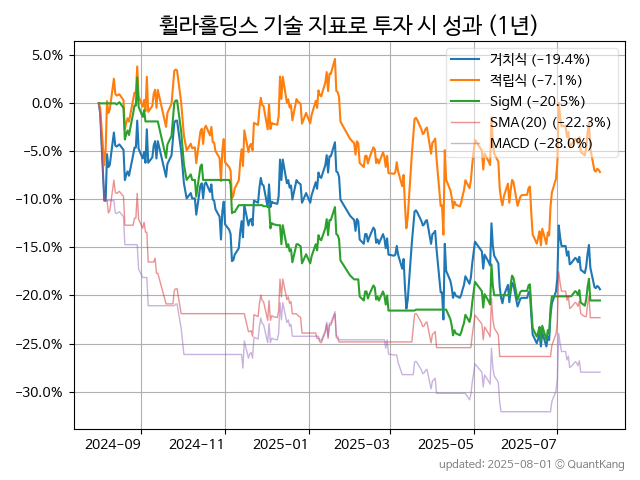 휠라홀딩스 기술 지표로 투자 시 성과 (1년)
거치식 (−19.4%)
적립식 (−7.1%)
SigM (−20.5%)
SMA(20) (−22.3%)
MACD (−28.0%)
5.0%
0.0%
−5.0%
−10.0%
−15.0%
−20.0%
−25.0%
−30.0%
2024-09 2024-11 2025-01 2025-03 2025-05 2025-07
updated: 2025-08-01 © QuantKang